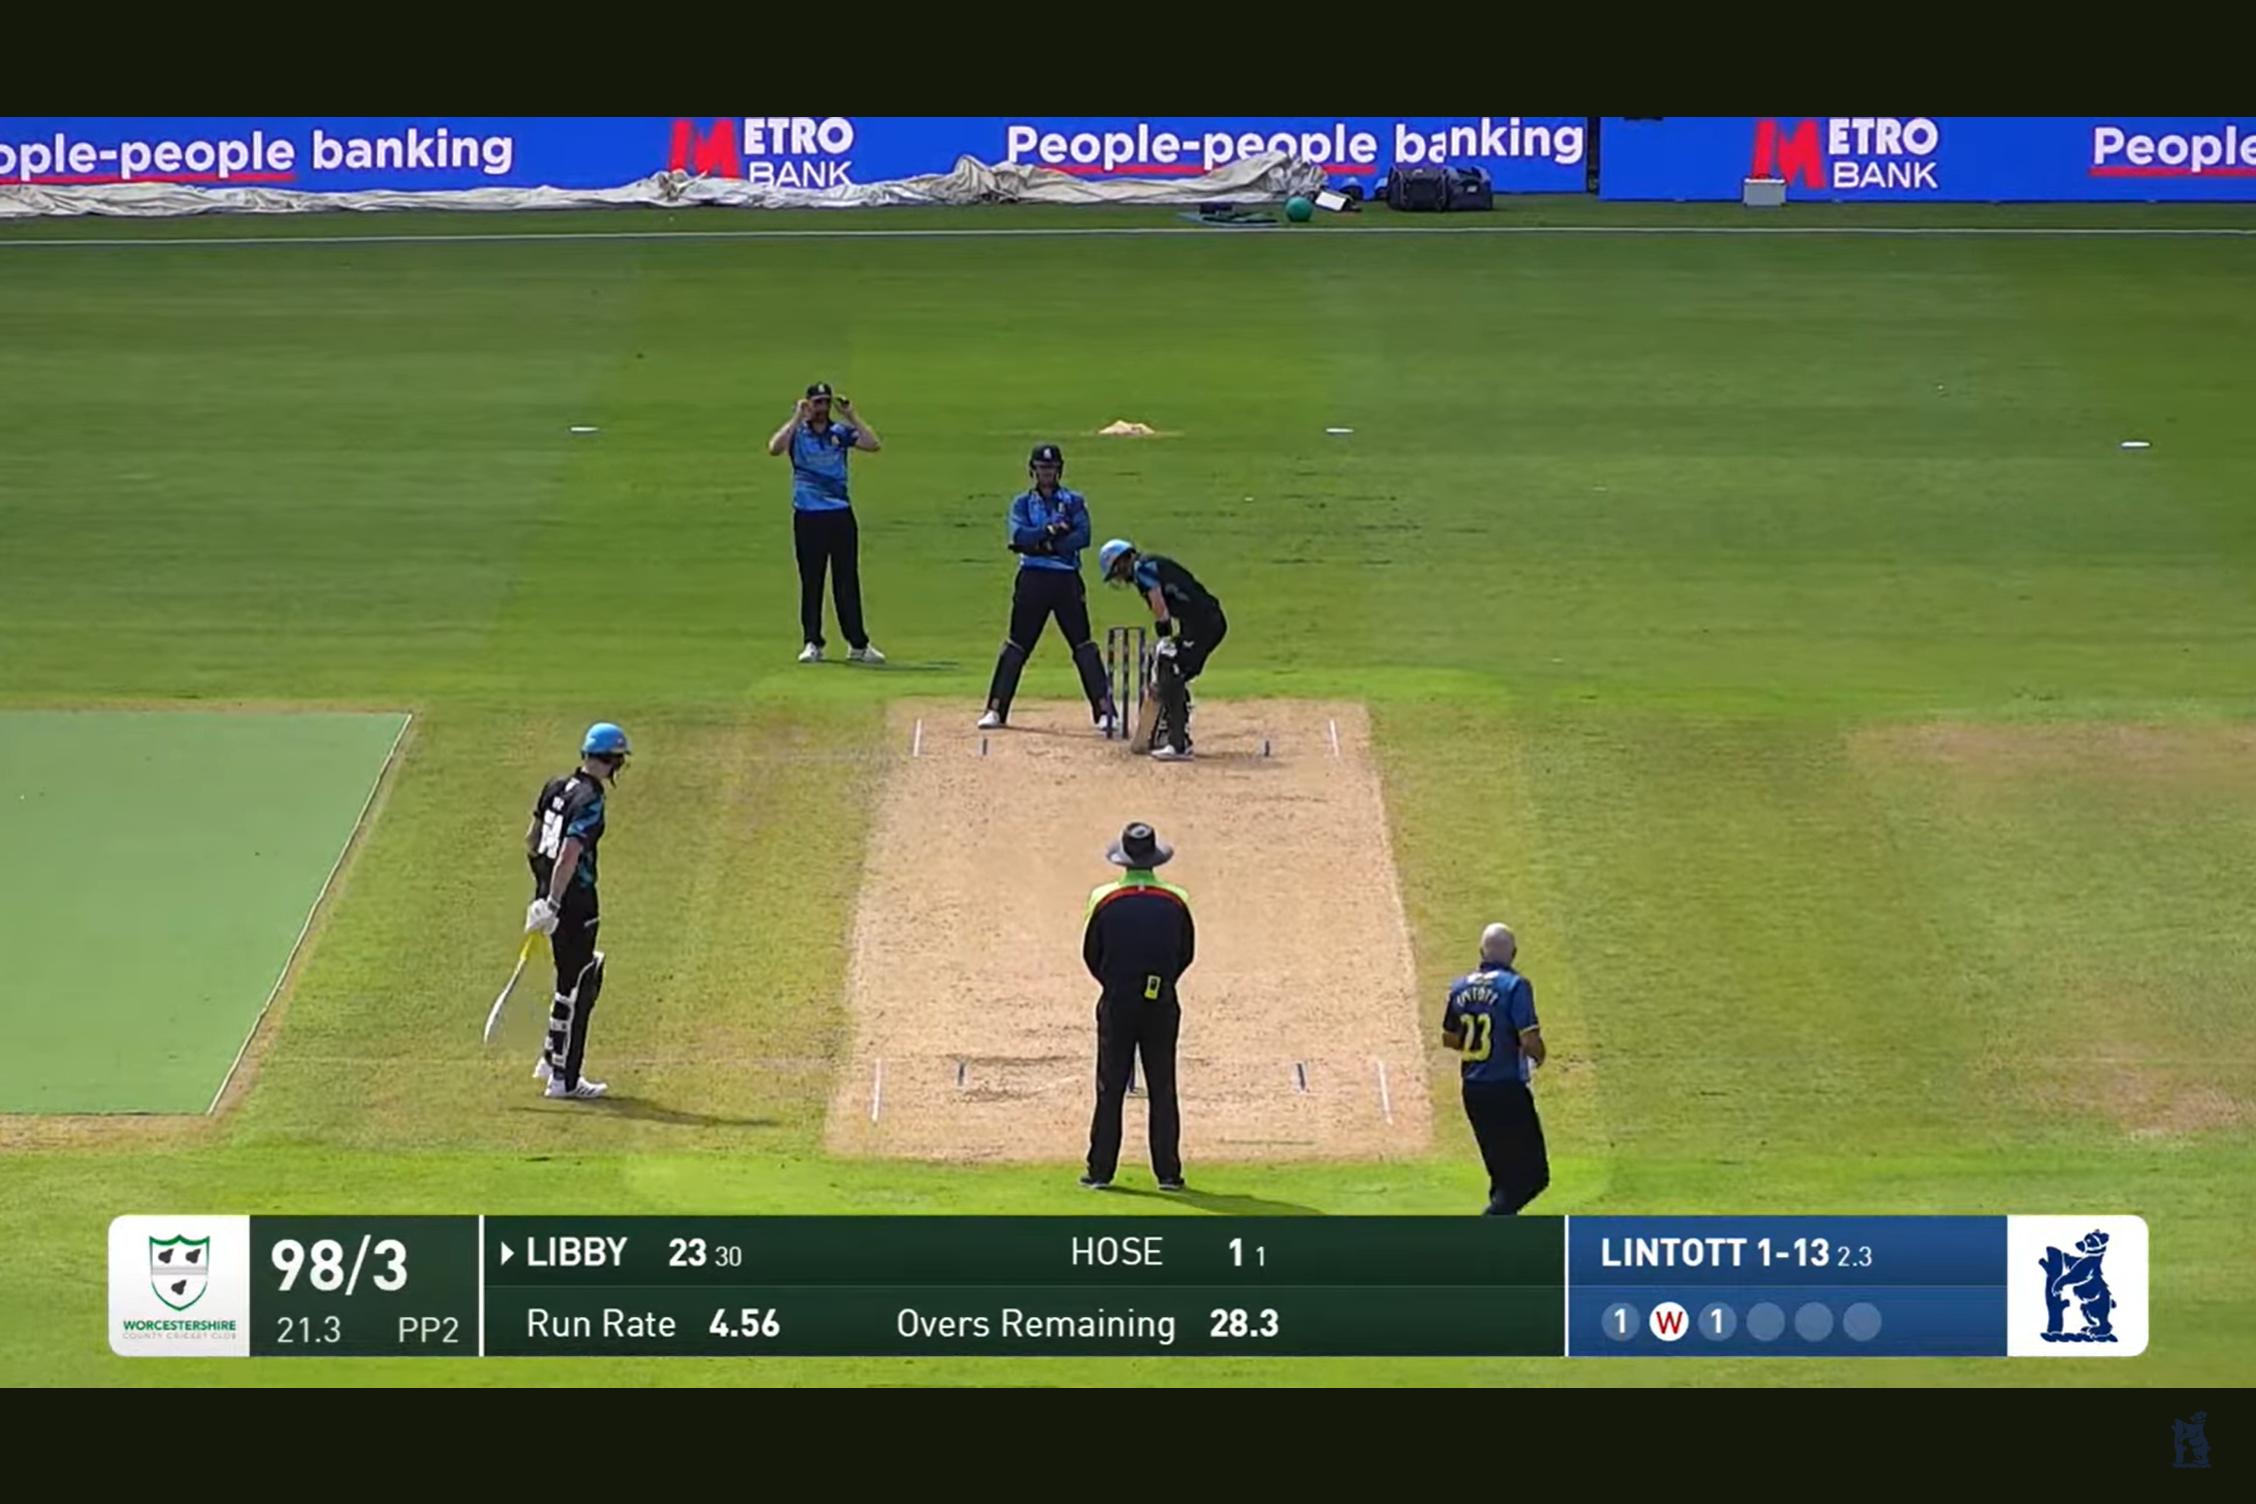 ople-people banking
METRO
BANK
People-people banking
METRO
BANK
People
LINTOTT
23
WORCESTERSHIRE
COUNTY CRICKET CLUB
98/3
21.3 PP2
LIBBY 23 30 HOSE 1 1
Run Rate 4.56 Overs Remaining 28.3
LINTOTT 1-13 2.3
1 W 1